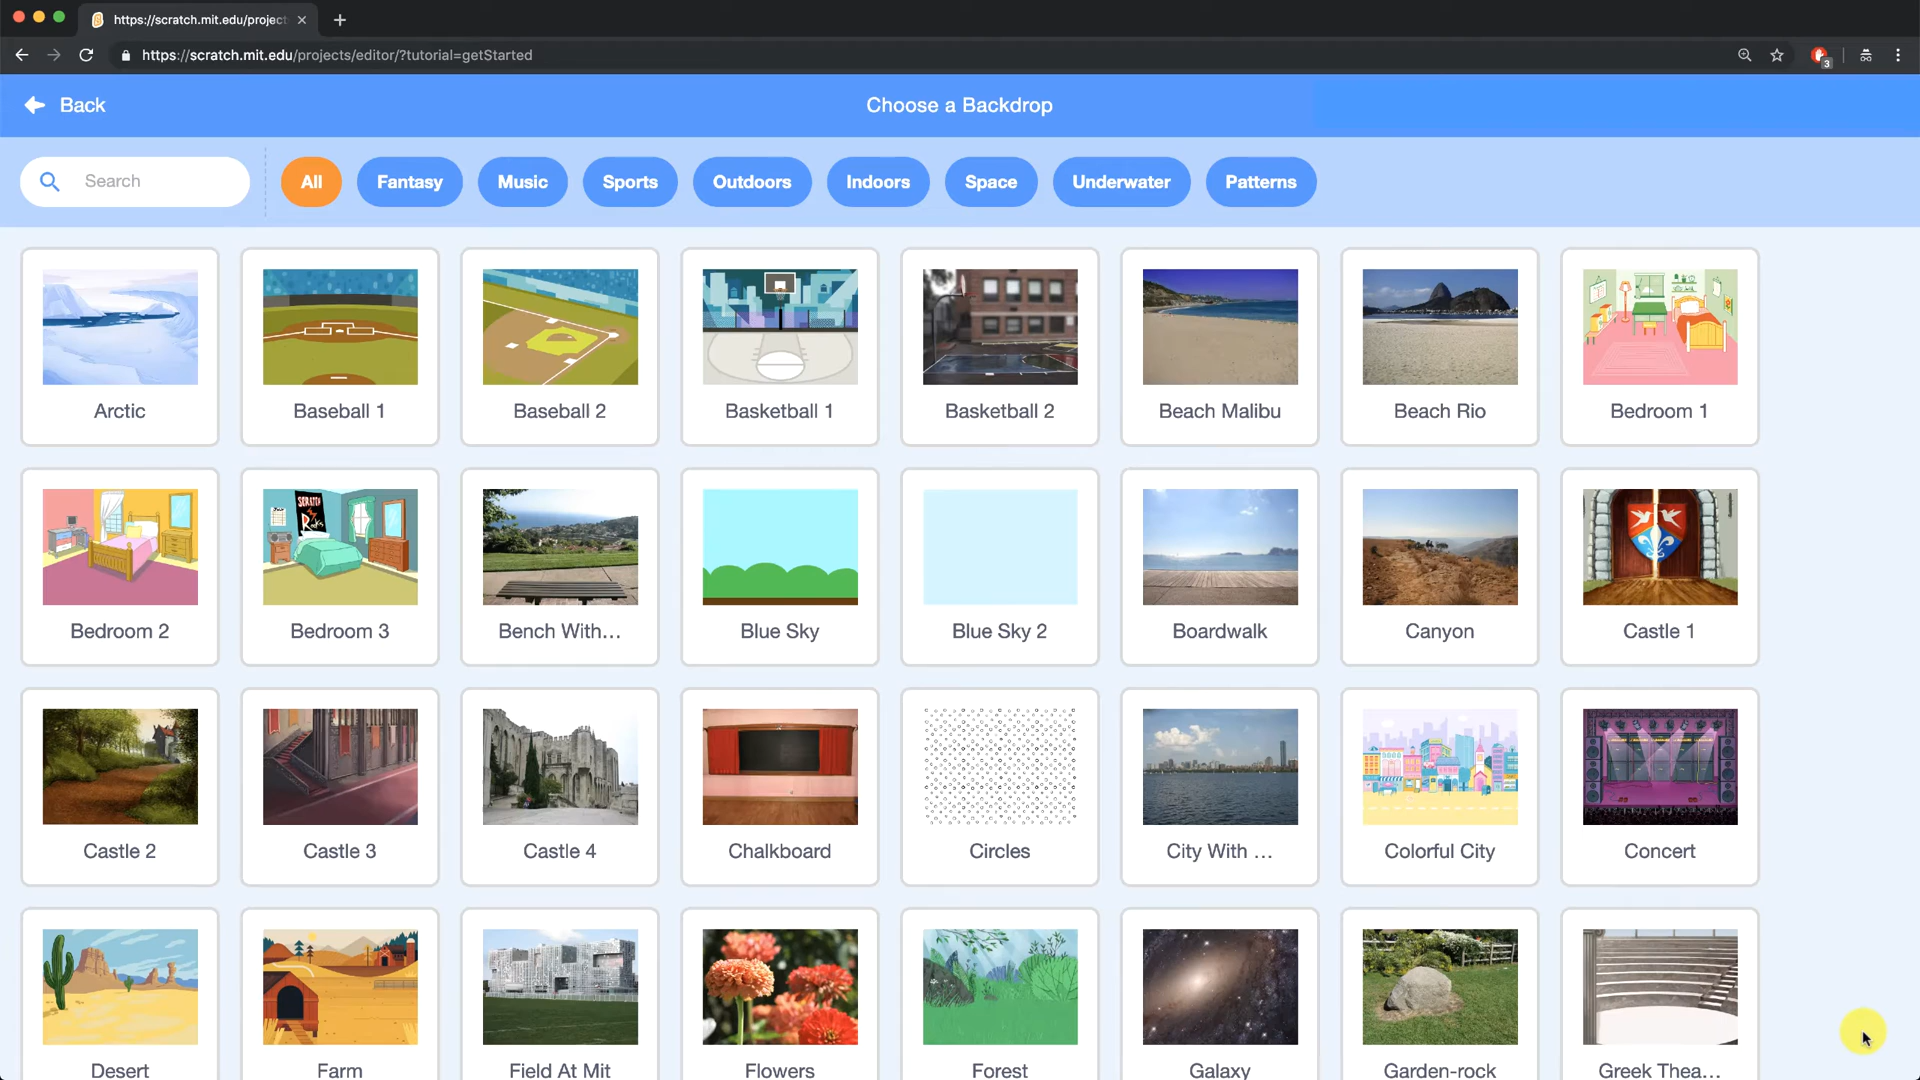 https://scratch.mit.edu/project
https://scratch.mit.edu/projects/editor/?tutorial=getStarted
3
Back
Choose a Backdrop
Search
All
Fantasy
Music
Sports
Outdoors
Indoors
Space
Underwater
Patterns
Arctic
Baseball 1
Baseball 2
Basketball 1
Basketball 2
Beach Malibu
Beach Rio
Bedroom 1
SCRATCH
Rocks
Bedroom 2
Bedroom 3
Bench With...
Blue Sky
Blue Sky 2
Boardwalk
Canyon
Castle 1
Castle 2
Castle 3
Castle 4
Chalkboard
Circles
City With ...
Colorful City
Concert
Desert
Farm
Field At Mit
Flowers
Forest
Galaxy
Garden-rock
Greek Thea...